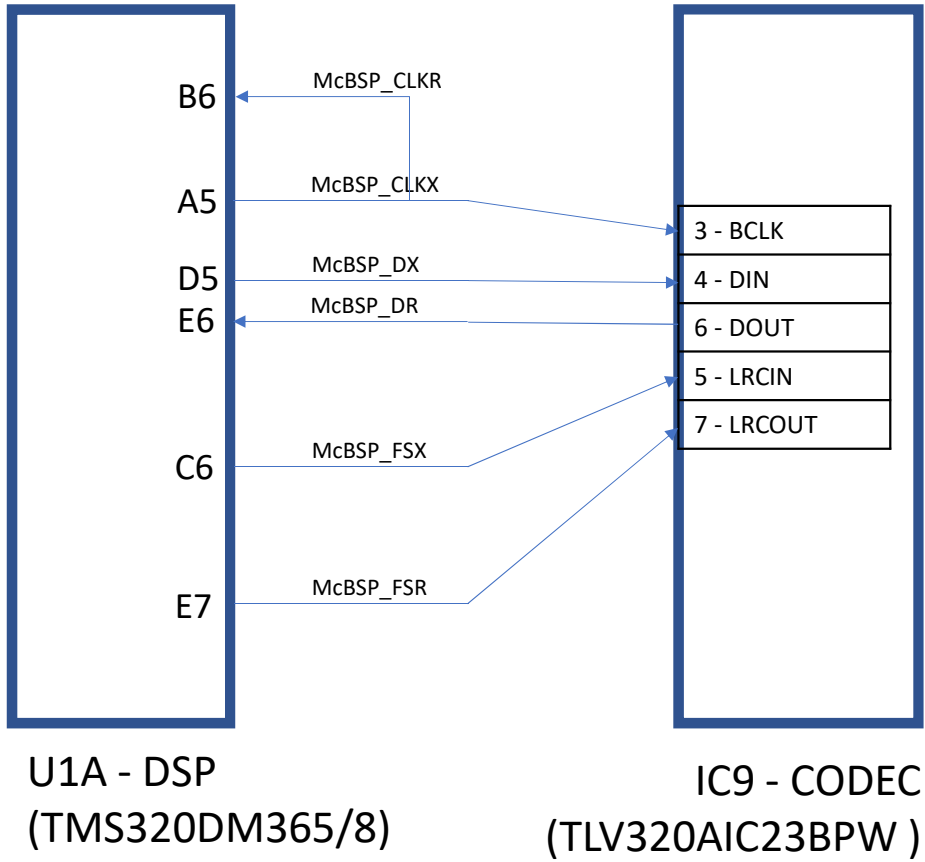 B6
McBSP_CLKR
A5
McBSP_CLKX
3 - BCLK
D5
McBSP_DX
4 - DIN
E6
McBSP_DR
6 - DOUT
5 - LRCIN
7 - LRCOUT
C6
McBSP_FSX
E7
McBSP_FSR
U1A - DSP
(TMS320DM365/8)
IC9 - CODEC
(TLV320AIC23BPW )